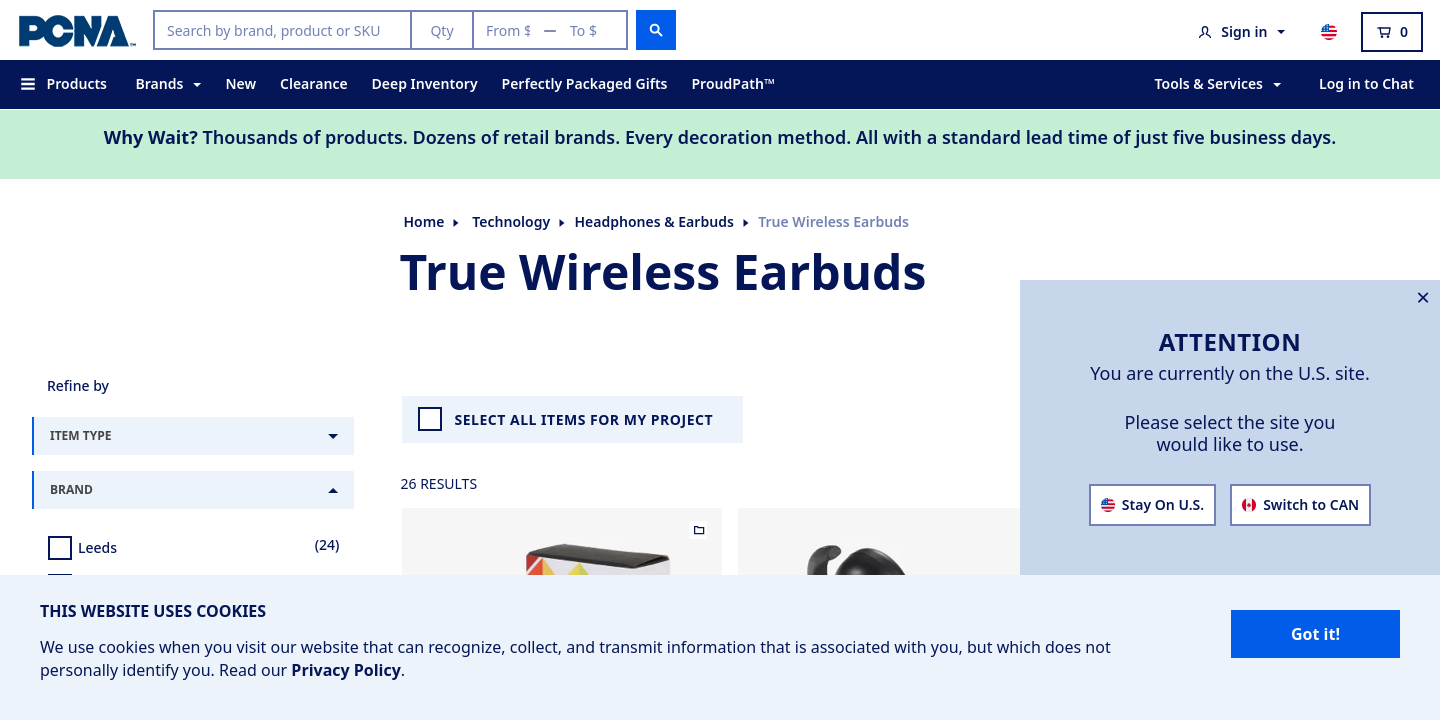 PCNA™
Search by brand, product or SKU
Qty
From $ — To $
Sign in
0
Products
Brands
New
Clearance
Deep Inventory
Perfectly Packaged Gifts
ProudPath™
Tools & Services
Log in to Chat
Why Wait? Thousands of products. Dozens of retail brands. Every decoration method. All with a standard lead time of just five business days.
Home
Technology
Headphones & Earbuds
True Wireless Earbuds
True Wireless Earbuds
ATTENTION
You are currently on the U.S. site.
Please select the site you
would like to use.
Stay On U.S.
Switch to CAN
Refine by
ITEM TYPE
BRAND
Leeds (24)
SELECT ALL ITEMS FOR MY PROJECT
26 RESULTS
THIS WEBSITE USES COOKIES
We use cookies when you visit our website that can recognize, collect, and transmit information that is associated with you, but which does not
personally identify you. Read our Privacy Policy.
Got it!